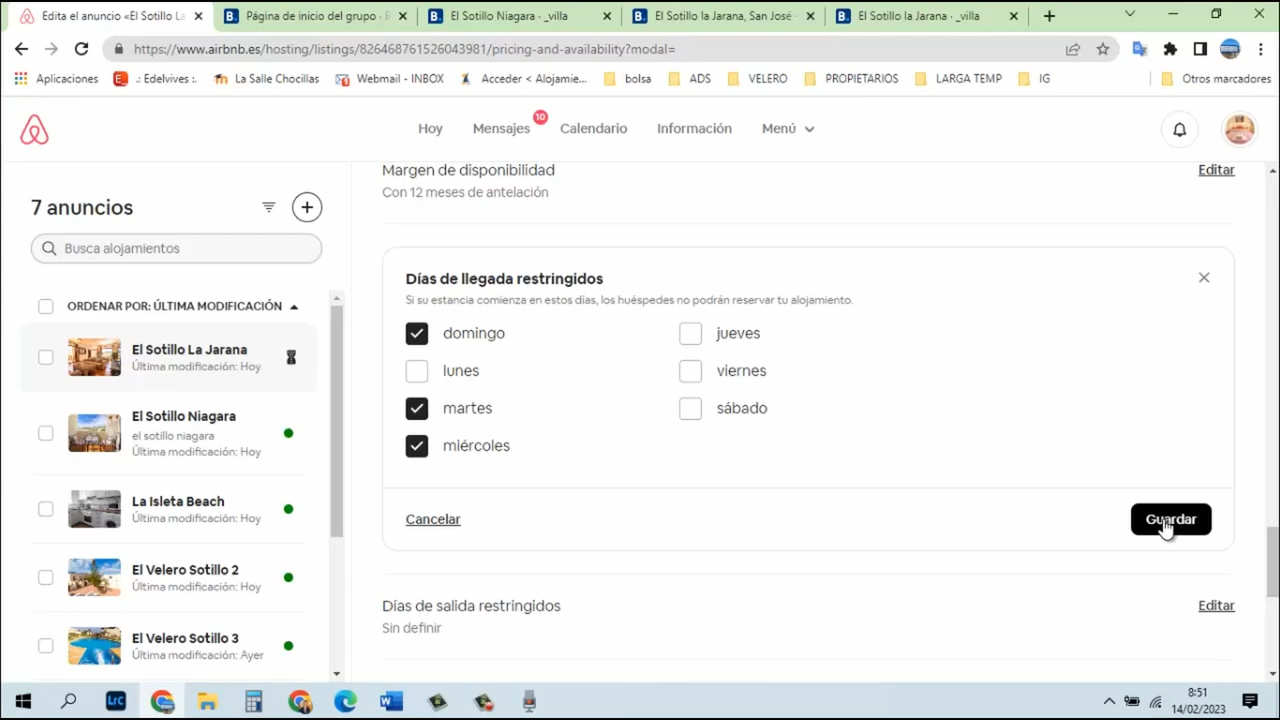 Edita el anuncio «El Sotillo La
Página de inicio del grupo ·
El Sotillo Niagara · _villa
El Sotillo la Jarana, San José -
El Sotillo la Jarana · _villa
https://www.airbnb.es/hosting/listings/826468761526043981/pricing-and-availability?modal=
Aplicaciones
.: Edelvives :.
La Salle Chocillas
Webmail - INBOX
Acceder < Alojamie...
bolsa
ADS
VELERO
PROPIETARIOS
LARGA TEMP
IG
Otros marcadores
Hoy
Mensajes
10
Calendario
Información
Menú
7 anuncios
Busca alojamientos
ORDENAR POR: ÚLTIMA MODIFICACIÓN
El Sotillo La Jarana
Última modificación: Hoy
El Sotillo Niagara
el sotillo niagara
Última modificación: Hoy
La Isleta Beach
Última modificación: Hoy
El Velero Sotillo 2
Última modificación: Hoy
El Velero Sotillo 3
Última modificación: Ayer
Margen de disponibilidad
Editar
Con 12 meses de antelación
Días de llegada restringidos
Si su estancia comienza en estos días, los huéspedes no podrán reservar tu alojamiento.
domingo
lunes
martes
miércoles
jueves
viernes
sábado
Cancelar
Guardar
Días de salida restringidos
Editar
Sin definir
LrC
8:51
14/02/2023